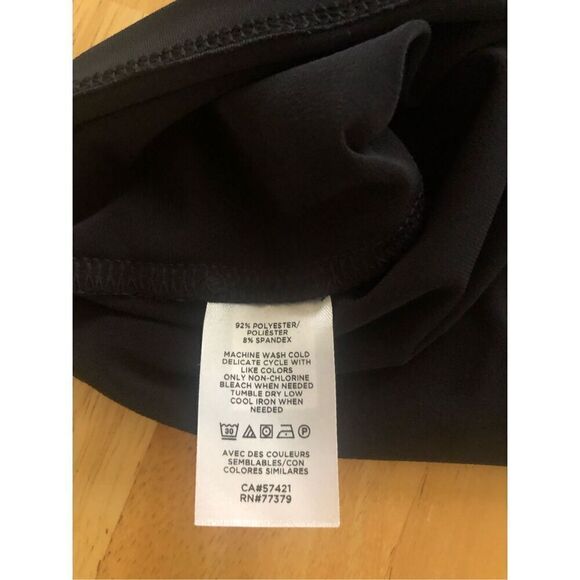 92% POLYESTER/
POLIÉSTER
8% SPANDEX
MACHINE WASH COLD
DELICATE CYCLE WITH
LIKE COLORS
ONLY NON-CHLORINE
BLEACH WHEN NEEDED
TUMBLE DRY LOW
COOL IRON WHEN
NEEDED
30 P
AVEC DES COULEURS
SEMBLABLES/CON
COLORES SIMILARES
CA#57421
RN#77379